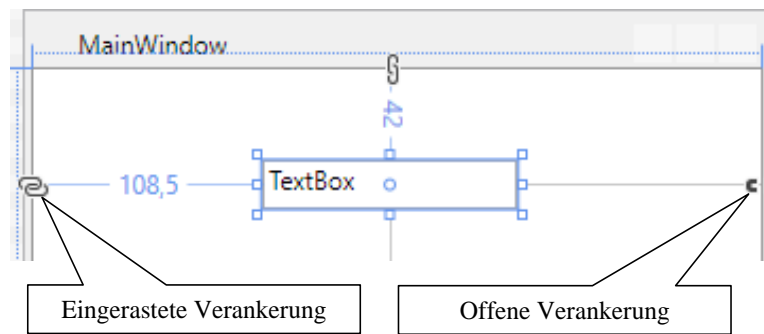 MainWindow
42
108,5
TextBox
Eingerastete Verankerung
Offene Verankerung